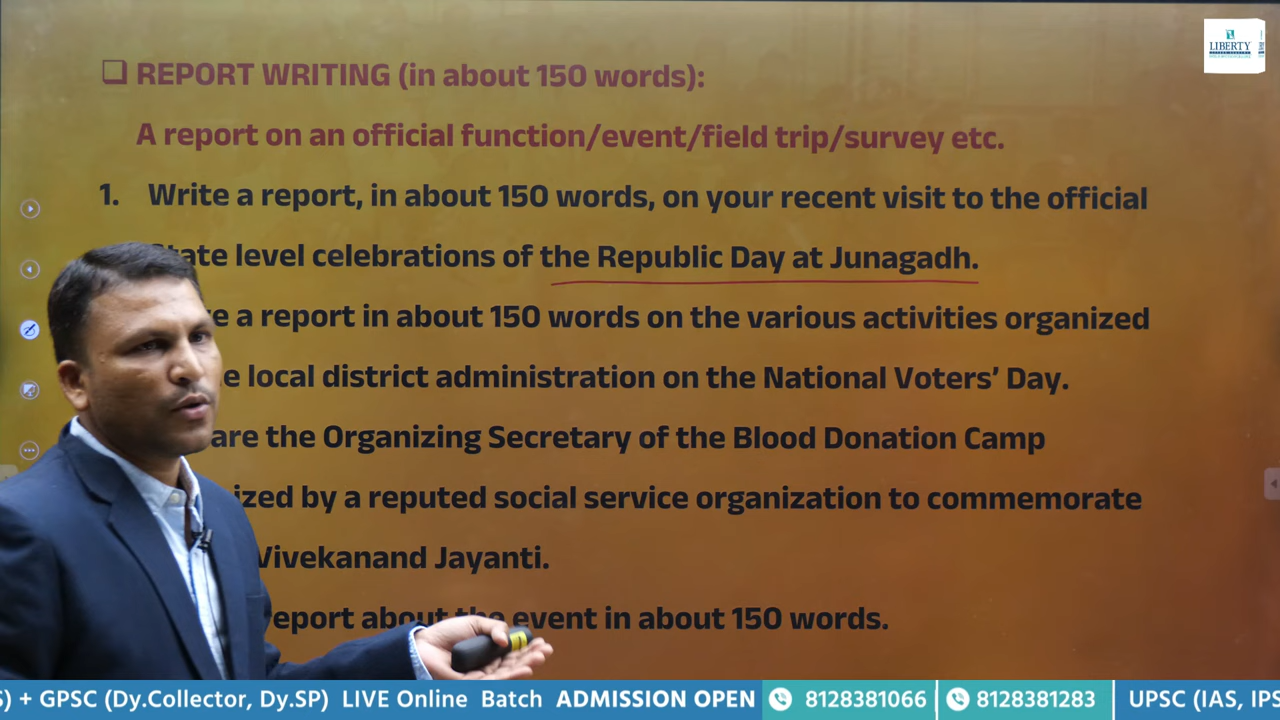 LIBERTY
❑ REPORT WRITING (in about 150 words):
A report on an official function/event/field trip/survey etc.
1. Write a report, in about 150 words, on your recent visit to the official
State level celebrations of the Republic Day at Junagadh.
a report in about 150 words on the various activities organized
local district administration on the National Voters’ Day.
are the Organizing Secretary of the Blood Donation Camp
by a reputed social service organization to commemorate
Vivekanand Jayanti.
report about the event in about 150 words.
S) + GPSC (Dy.Collector, Dy.SP) LIVE Online Batch ADMISSION OPEN 8128381066 8128381283 UPSC (IAS, IPS